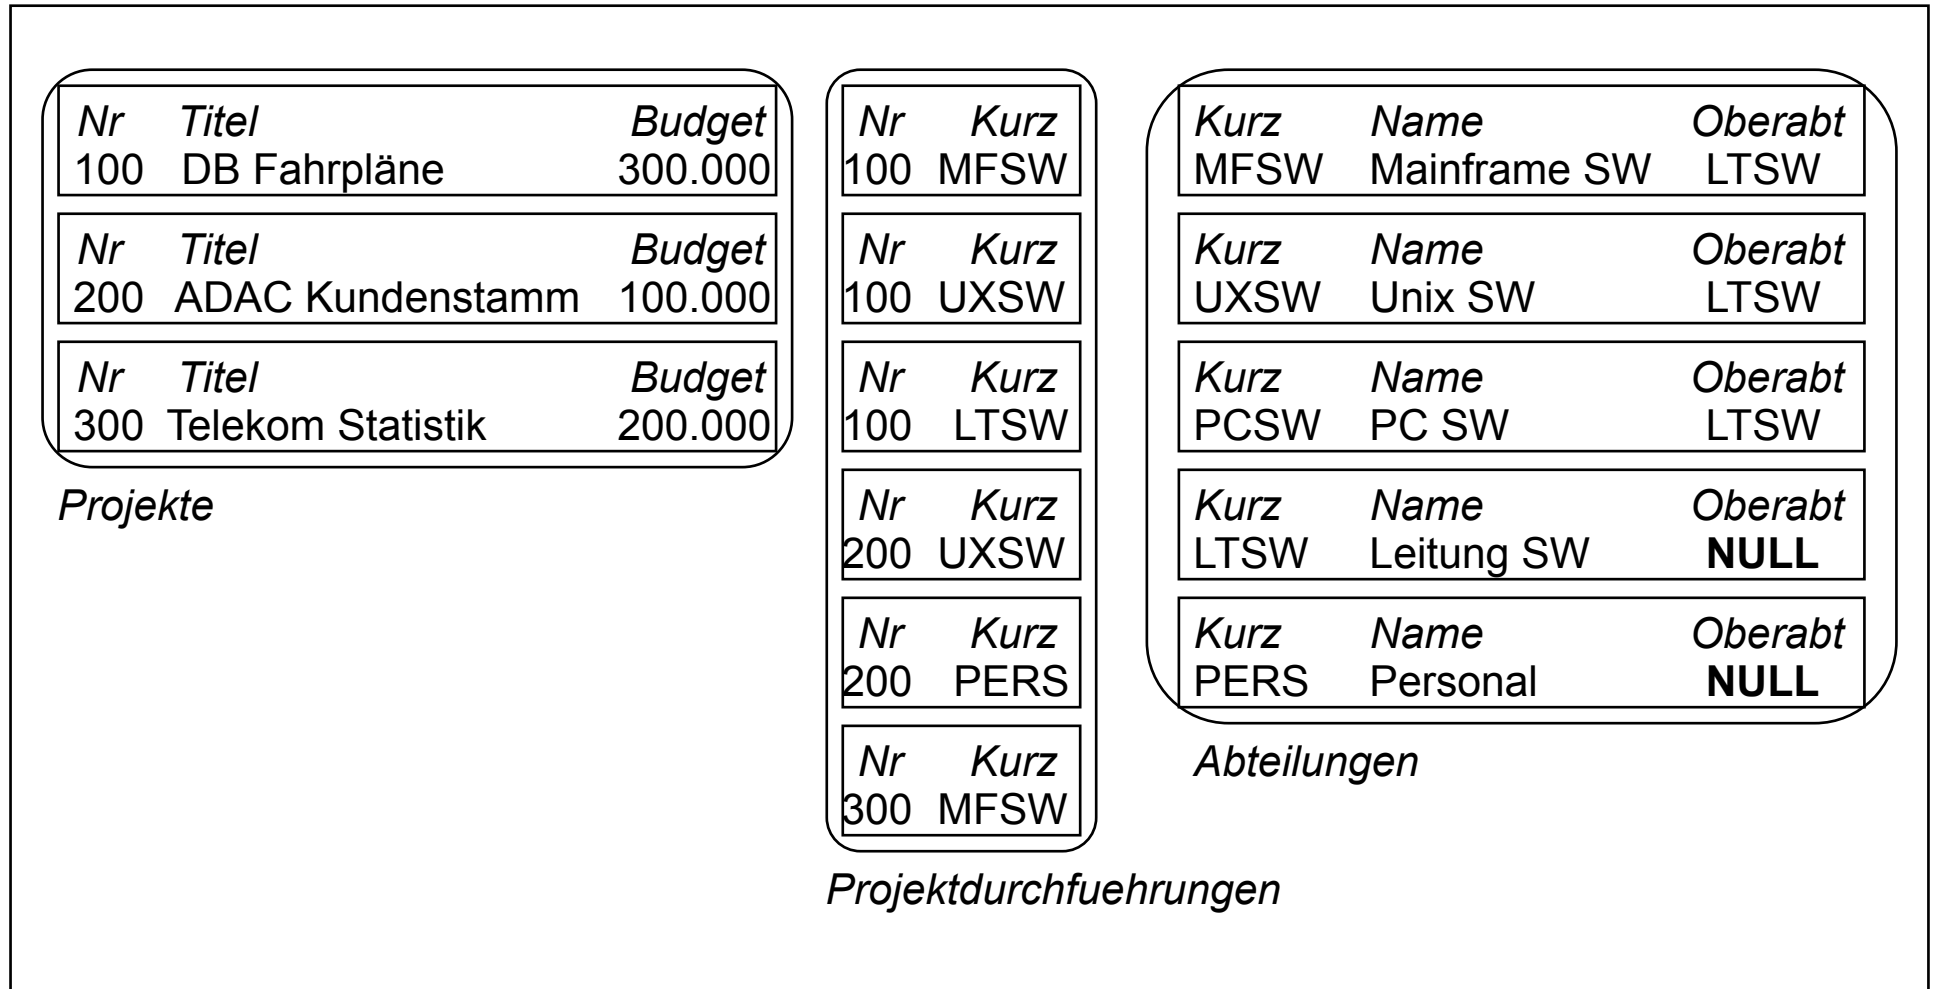 Nr Titel Budget
100 DB Fahrpläne 300.000
Nr Titel Budget
200 ADAC Kundenstamm 100.000
Nr Titel Budget
300 Telekom Statistik 200.000
Projekte
Nr Kurz
100 MFSW
Nr Kurz
100 UXSW
Nr Kurz
100 LTSW
Nr Kurz
200 UXSW
Nr Kurz
200 PERS
Nr Kurz
300 MFSW
Projektdurchfuehrungen
Kurz Name Oberabt
MFSW Mainframe SW LTSW
Kurz Name Oberabt
UXSW Unix SW LTSW
Kurz Name Oberabt
PCSW PC SW LTSW
Kurz Name Oberabt
LTSW Leitung SW NULL
Kurz Name Oberabt
PERS Personal NULL
Abteilungen